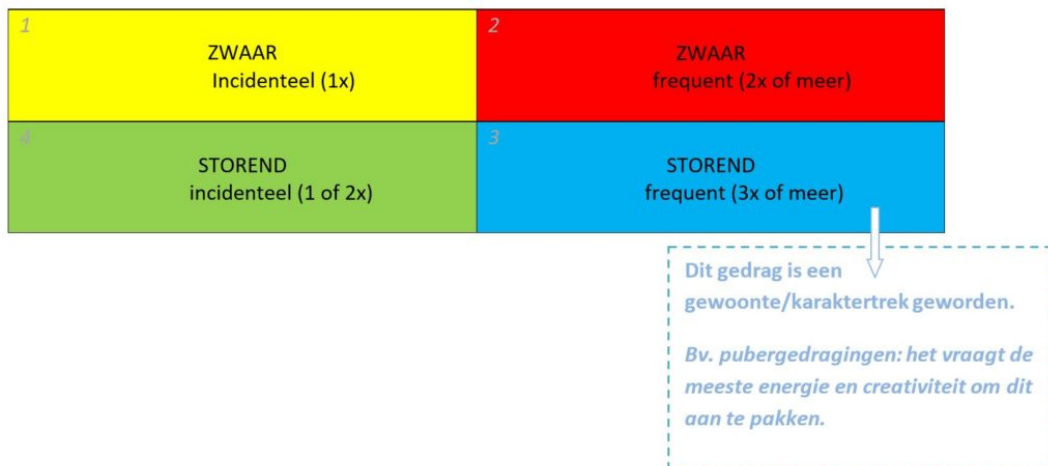 1
ZWAAR
Incidenteel (1x)
2
ZWAAR
frequent (2x of meer)
4
STOREND
incidenteel (1 of 2x)
3
STOREND
frequent (3x of meer)
Dit gedrag is een
gewoonte/karaktertrek geworden.
Bv. pubergedragingen: het vraagt de
meeste energie en creativiteit om dit
aan te pakken.